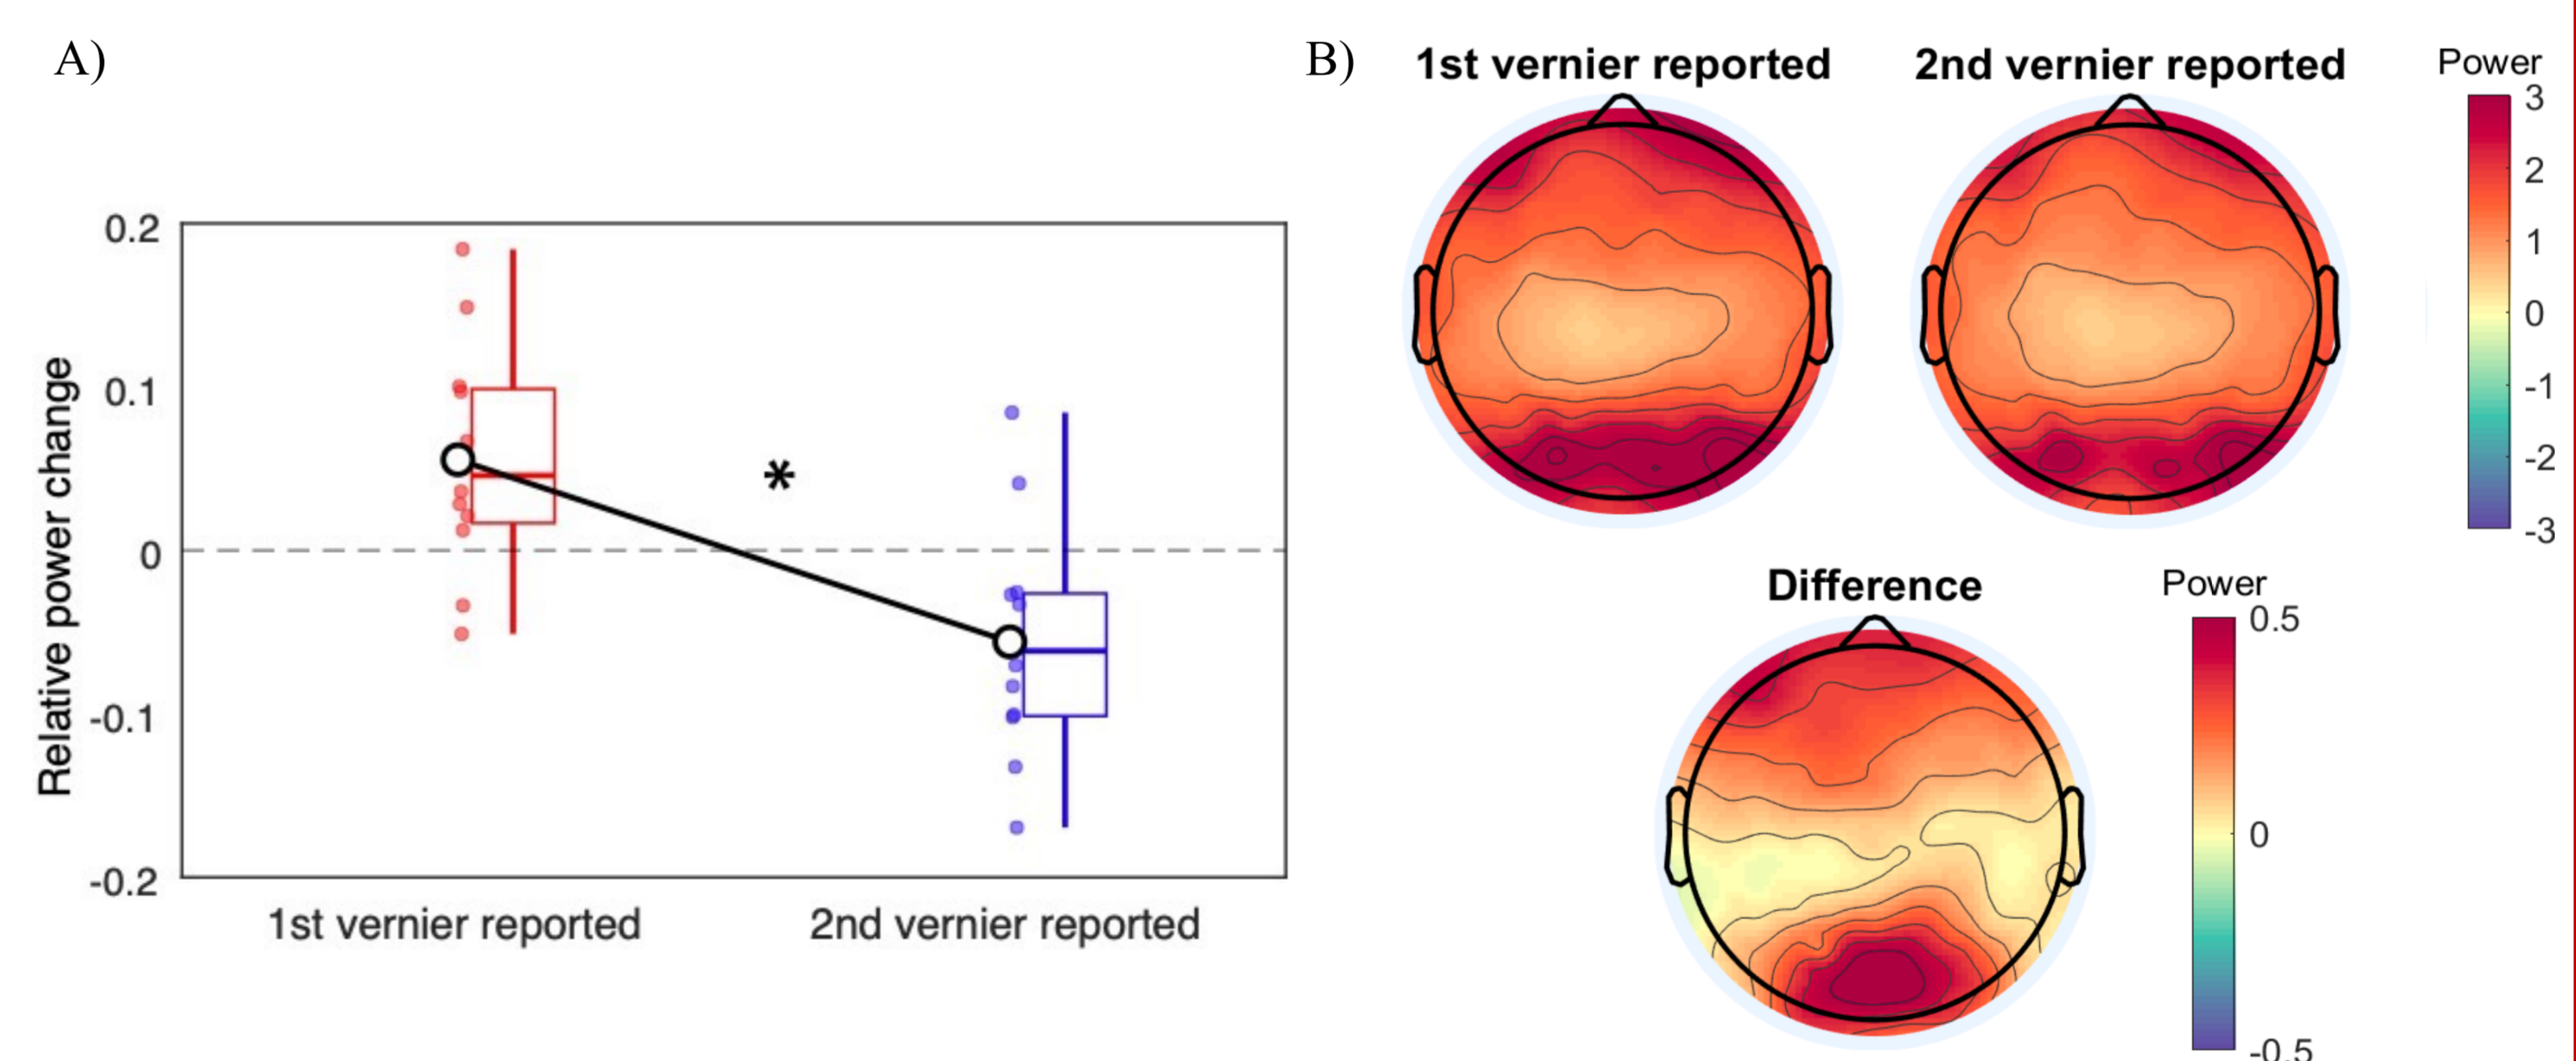 A)
Relative power change
0.2
0.1
0
-0.1
-0.2
*
1st vernier reported
2nd vernier reported
B)
1st vernier reported
2nd vernier reported
Power
3
2
1
0
-1
-2
-3
Difference
Power
0.5
0
-0.5